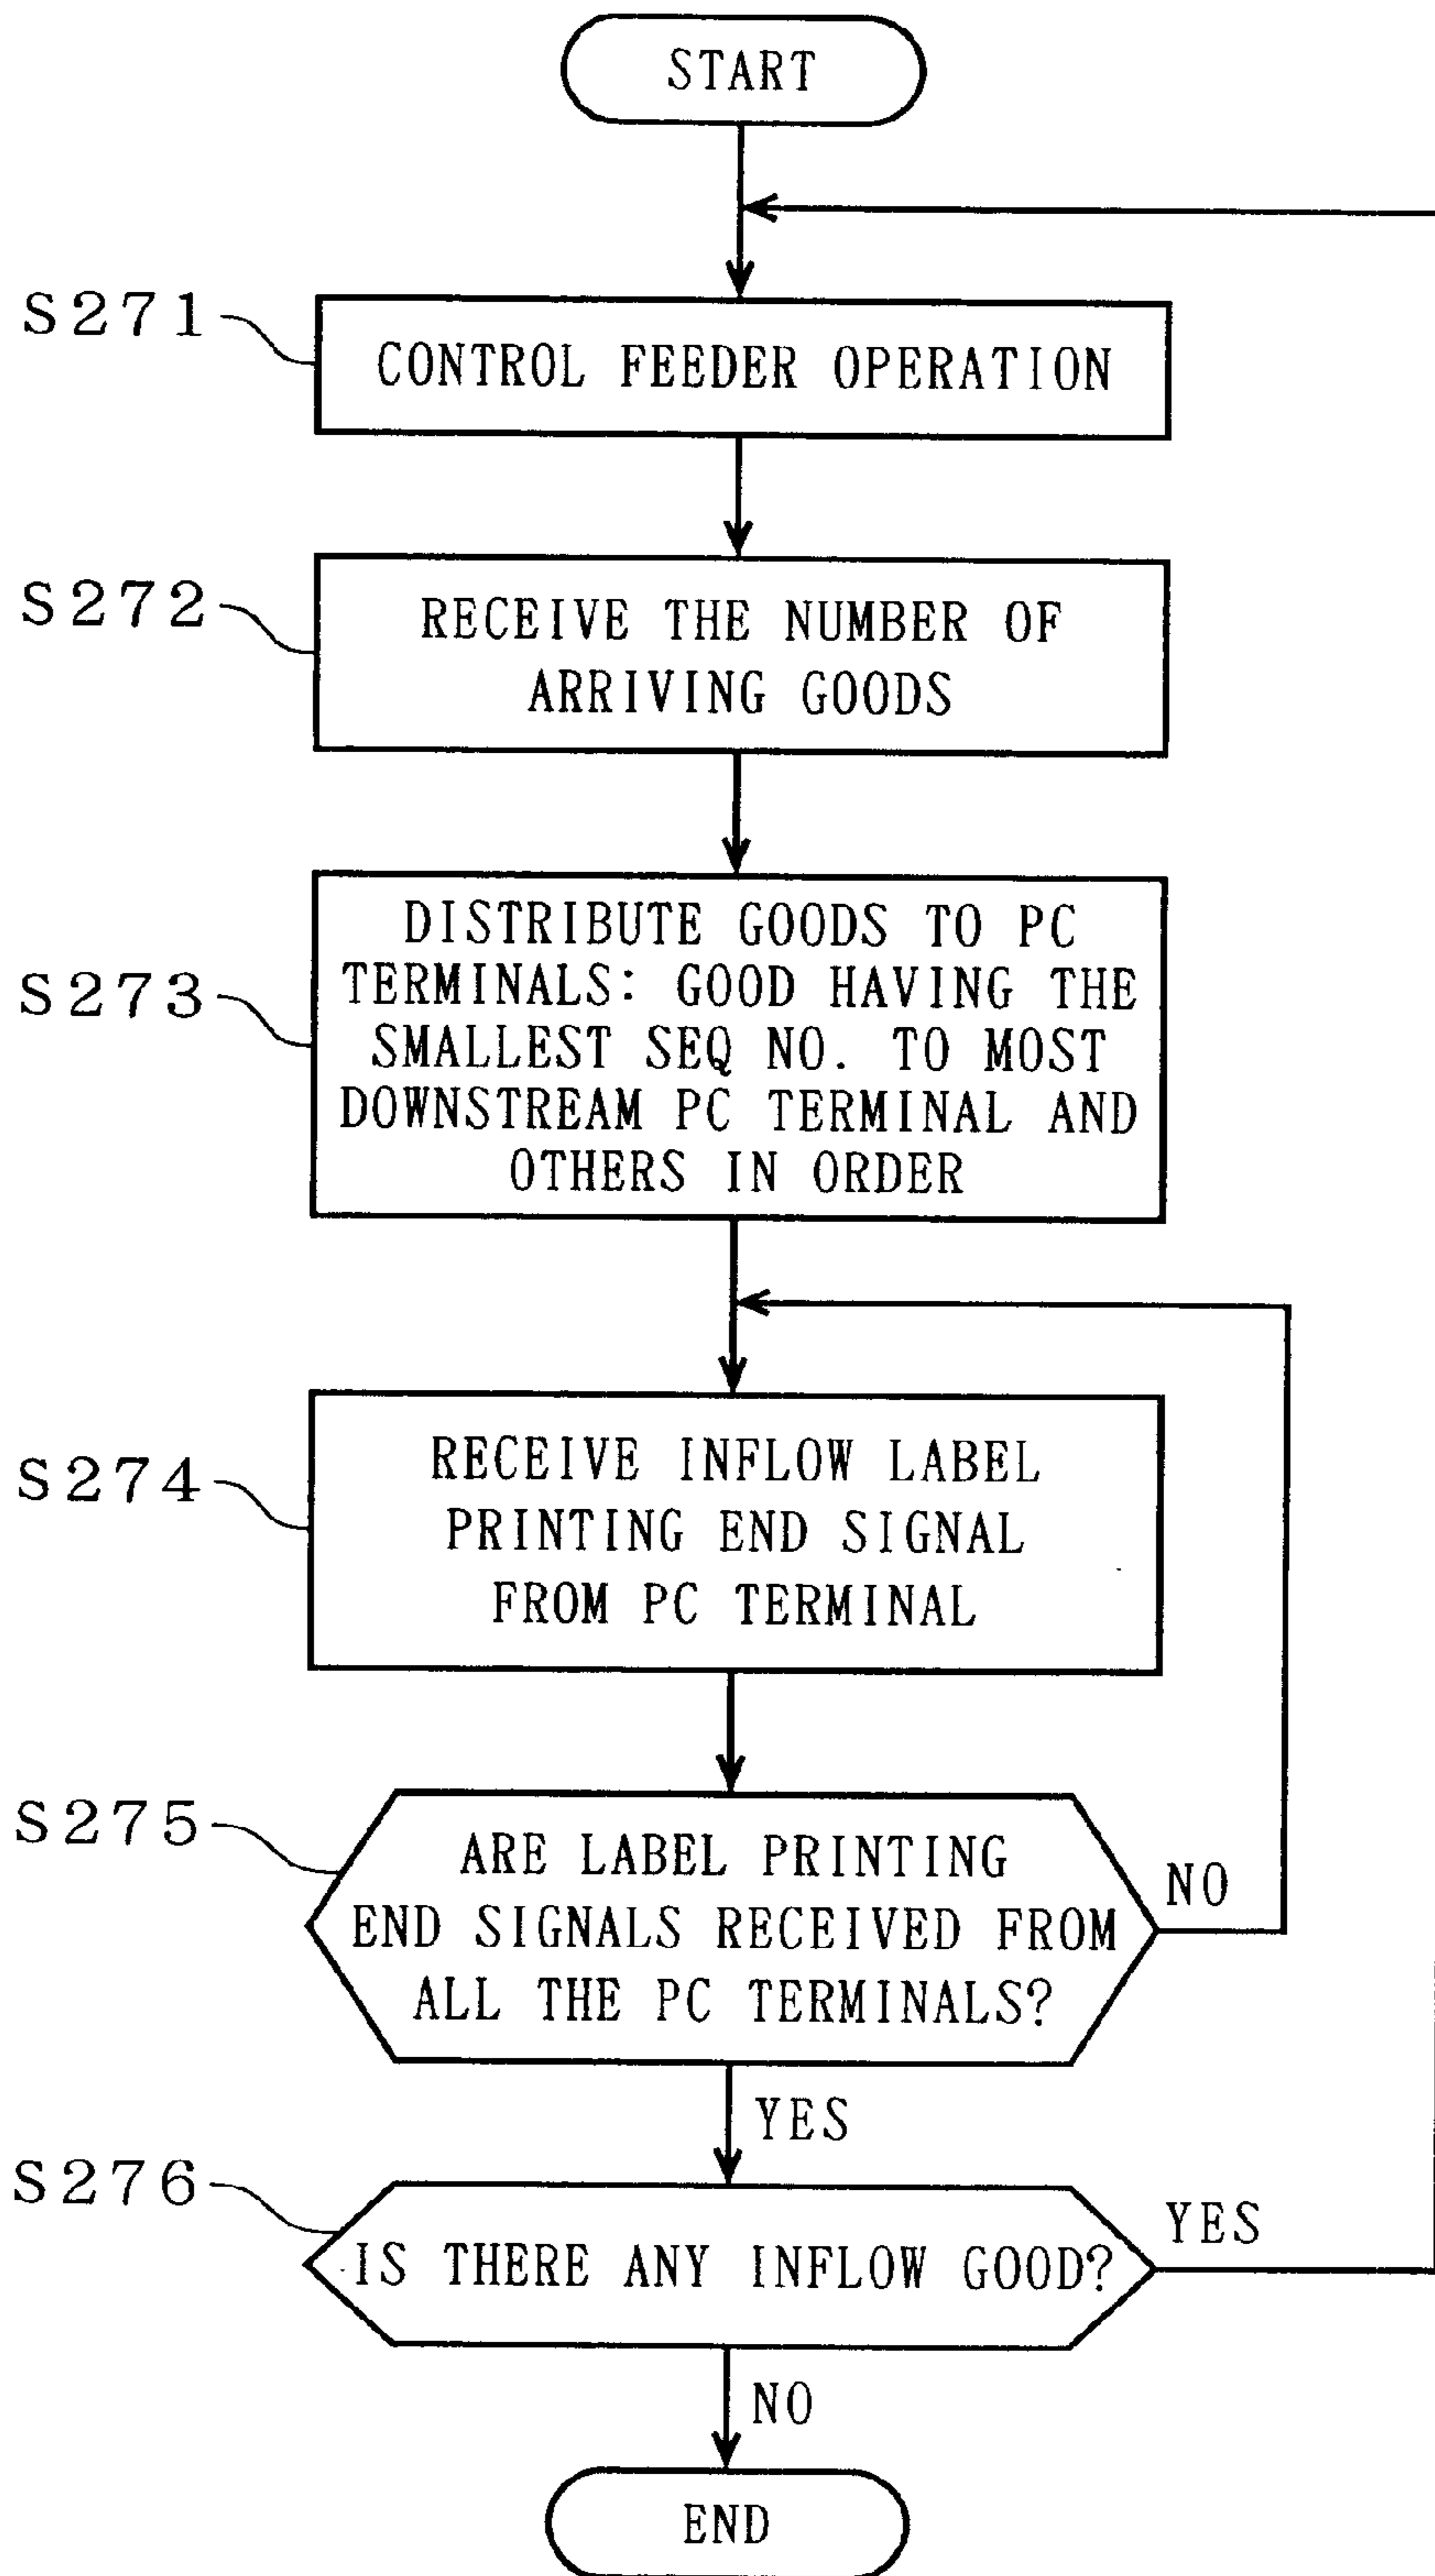 START
S271
CONTROL FEEDER OPERATION
S272
RECEIVE THE NUMBER OF
ARRIVING GOODS
S273
DISTRIBUTE GOODS TO PC
TERMINALS: GOOD HAVING THE
SMALLEST SEQ NO. TO MOST
DOWNSTREAM PC TERMINAL AND
OTHERS IN ORDER
S274
RECEIVE INFLOW LABEL
PRINTING END SIGNAL
FROM PC TERMINAL
S275
ARE LABEL PRINTING
END SIGNALS RECEIVED FROM
ALL THE PC TERMINALS?
NO
YES
S276
IS THERE ANY INFLOW GOOD?
YES
NO
END